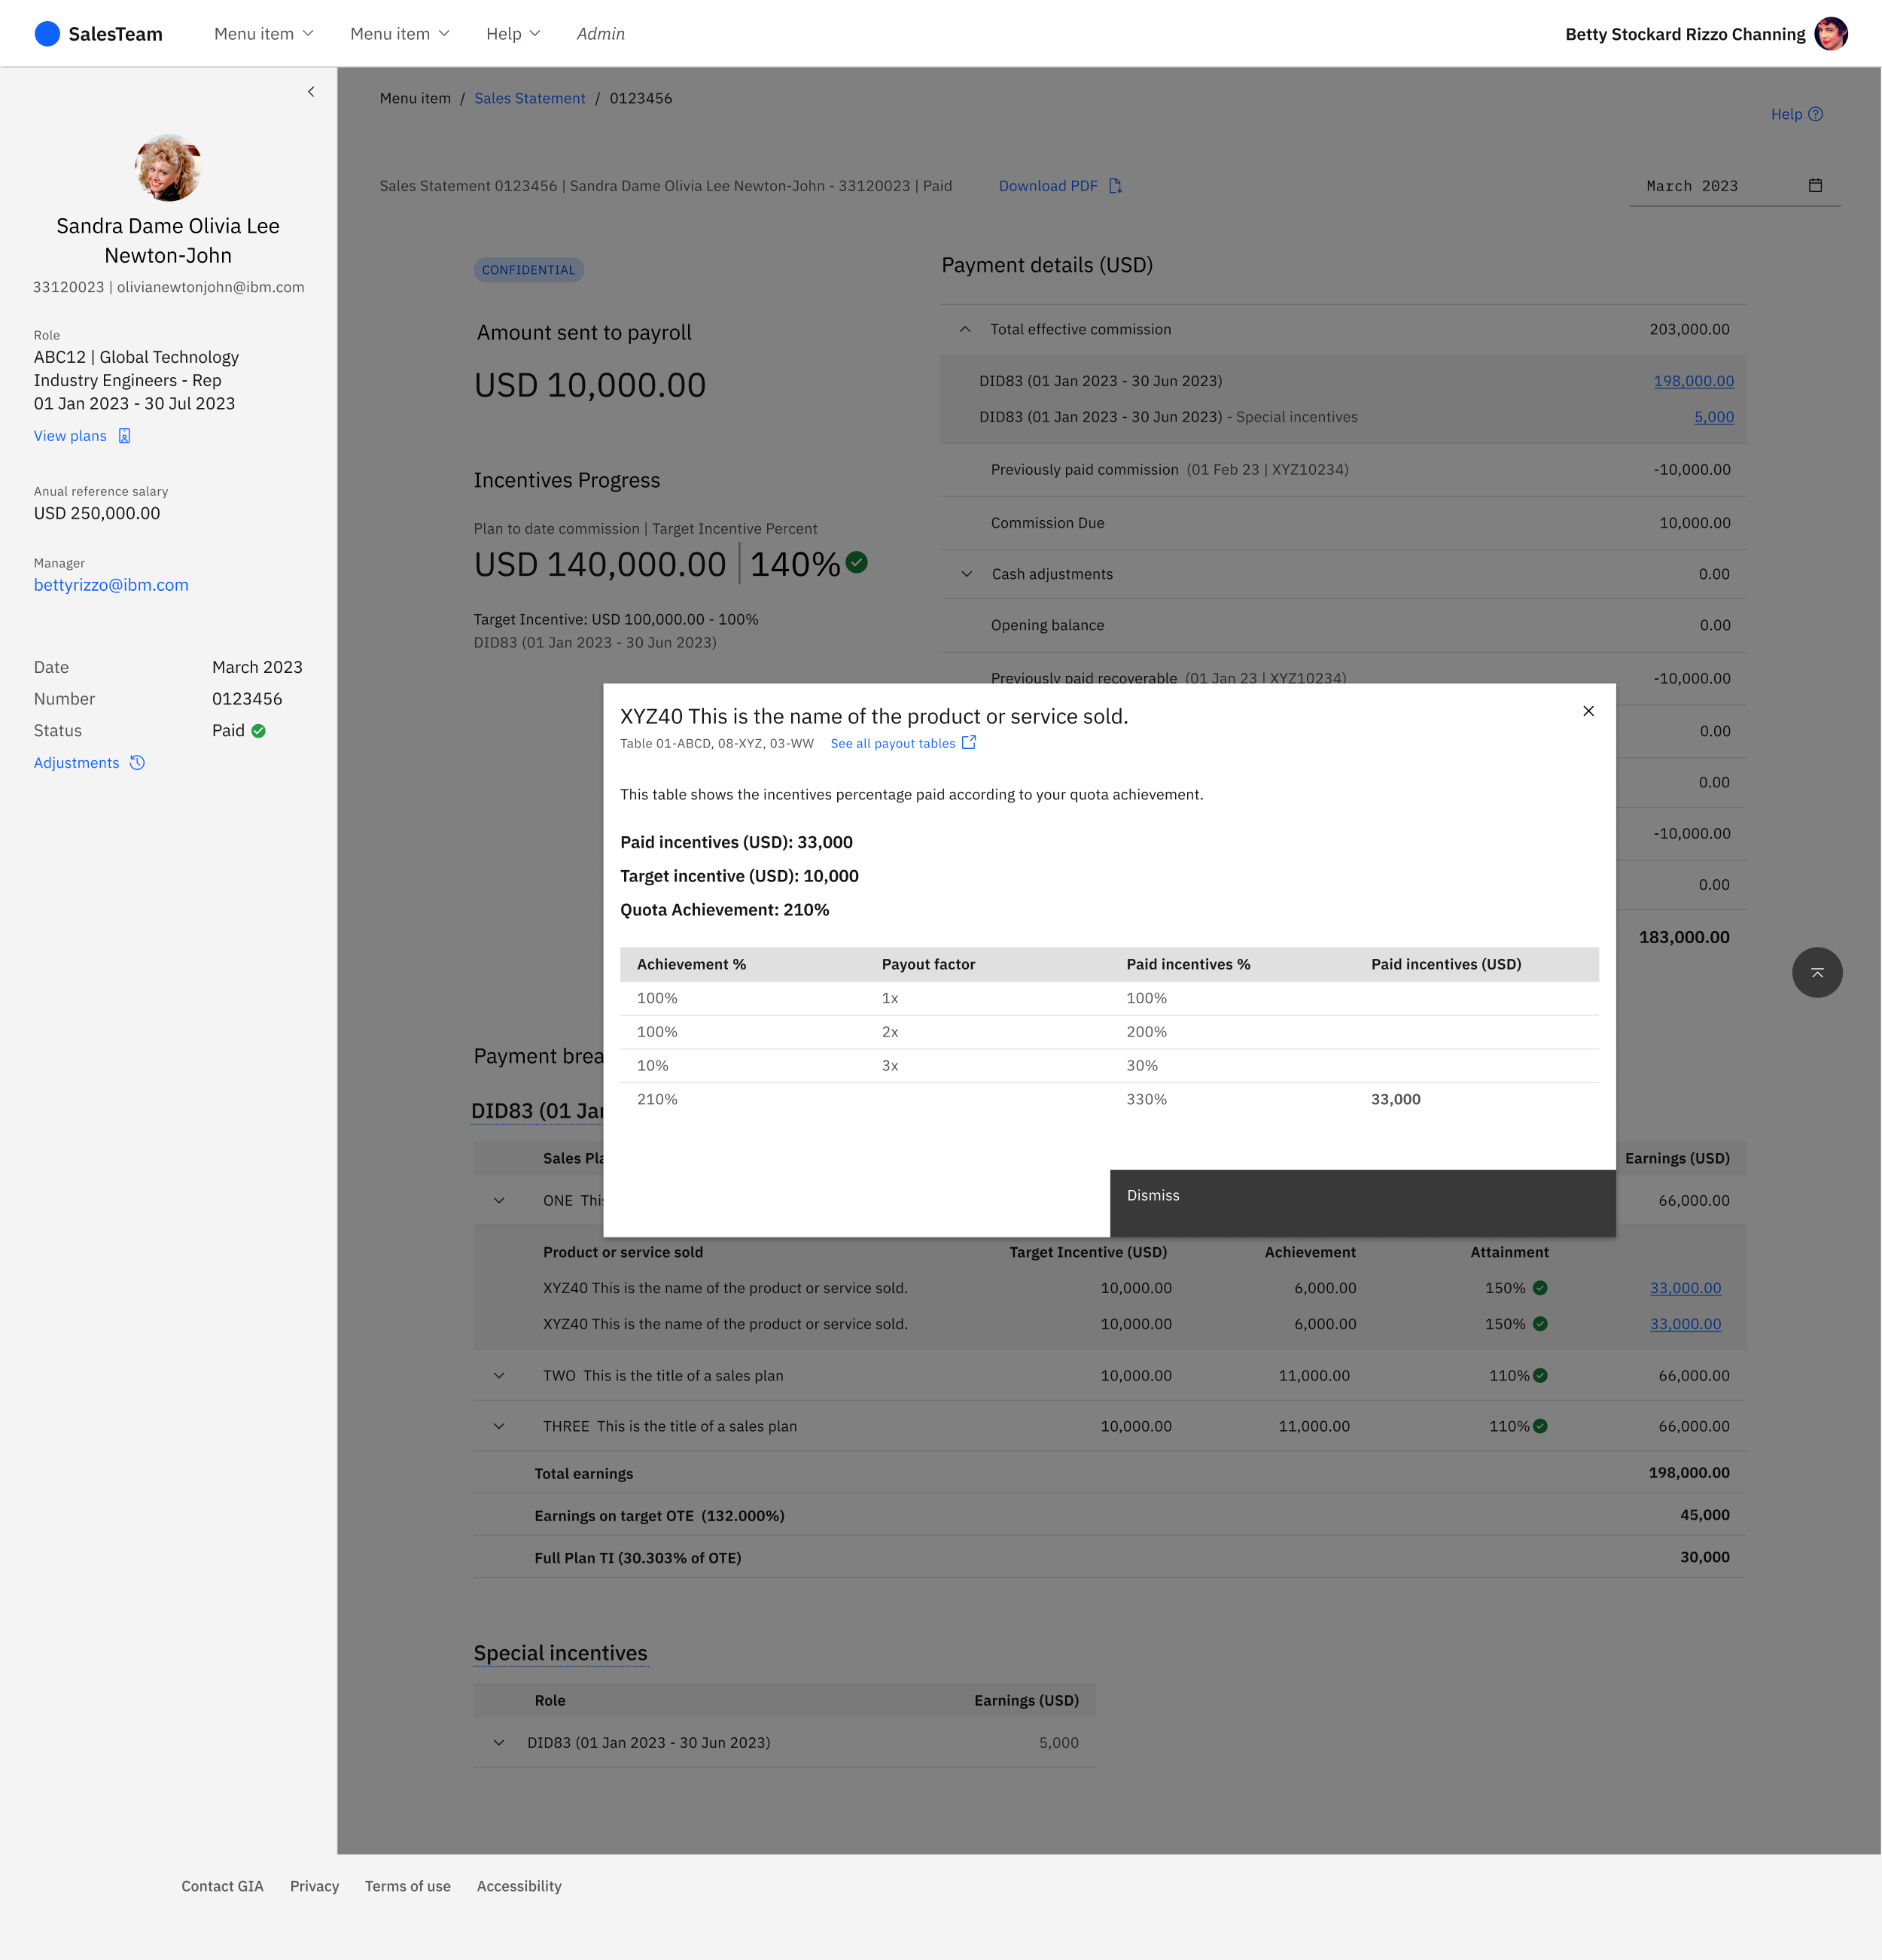 SalesTeam
Menu item
Menu item
Help
Admin
Betty Stockard Rizzo Channing
Sandra Dame Olivia Lee
Newton-John
33120023 | olivianewtonjohn@ibm.com
Role
ABC12 | Global Technology
Industry Engineers - Rep
01 Jan 2023 - 30 Jul 2023
View plans
Anual reference salary
USD 250,000.00
Manager
bettyrizzo@ibm.com
Date March 2023
Number 0123456
Status Paid
Adjustments
Menu item / Sales Statement / 0123456
Help
Sales Statement 0123456 | Sandra Dame Olivia Lee Newton-John - 33120023 | Paid
Download PDF
March 2023
CONFIDENTIAL
Amount sent to payroll
USD 10,000.00
Incentives Progress
Plan to date commission | Target Incentive Percent
USD 140,000.00 | 140%
Target Incentive: USD 100,000.00 - 100%
DID83 (01 Jan 2023 - 30 Jun 2023)
Payment details (USD)
Total effective commission 203,000.00
DID83 (01 Jan 2023 - 30 Jun 2023) 198,000.00
DID83 (01 Jan 2023 - 30 Jun 2023) - Special incentives 5,000
Previously paid commission (01 Feb 23 | XYZ10234) -10,000.00
Commission Due 10,000.00
Cash adjustments 0.00
Opening balance 0.00
Previously paid recoverable (01 Jan 23 | XYZ10234) -10,000.00
0.00
0.00
-10,000.00
0.00
183,000.00
XYZ40 This is the name of the product or service sold.
Table 01-ABCD, 08-XYZ, 03-WW See all payout tables
This table shows the incentives percentage paid according to your quota achievement.
Paid incentives (USD): 33,000
Target incentive (USD): 10,000
Quota Achievement: 210%
Achievement % Payout factor Paid incentives % Paid incentives (USD)
100% 1x 100%
100% 2x 200%
10% 3x 30%
210% 330% 33,000
Dismiss
Payment brea
DID83 (01 Jan
Sales Pla Earnings (USD)
ONE This 66,000.00
Product or service sold Target Incentive (USD) Achievement Attainment
XYZ40 This is the name of the product or service sold. 10,000.00 6,000.00 150% 33,000.00
XYZ40 This is the name of the product or service sold. 10,000.00 6,000.00 150% 33,000.00
TWO This is the title of a sales plan 10,000.00 11,000.00 110% 66,000.00
THREE This is the title of a sales plan 10,000.00 11,000.00 110% 66,000.00
Total earnings 198,000.00
Earnings on target OTE (132.000%) 45,000
Full Plan TI (30.303% of OTE) 30,000
Special incentives
Role Earnings (USD)
DID83 (01 Jan 2023 - 30 Jun 2023) 5,000
Contact GIA
Privacy
Terms of use
Accessibility